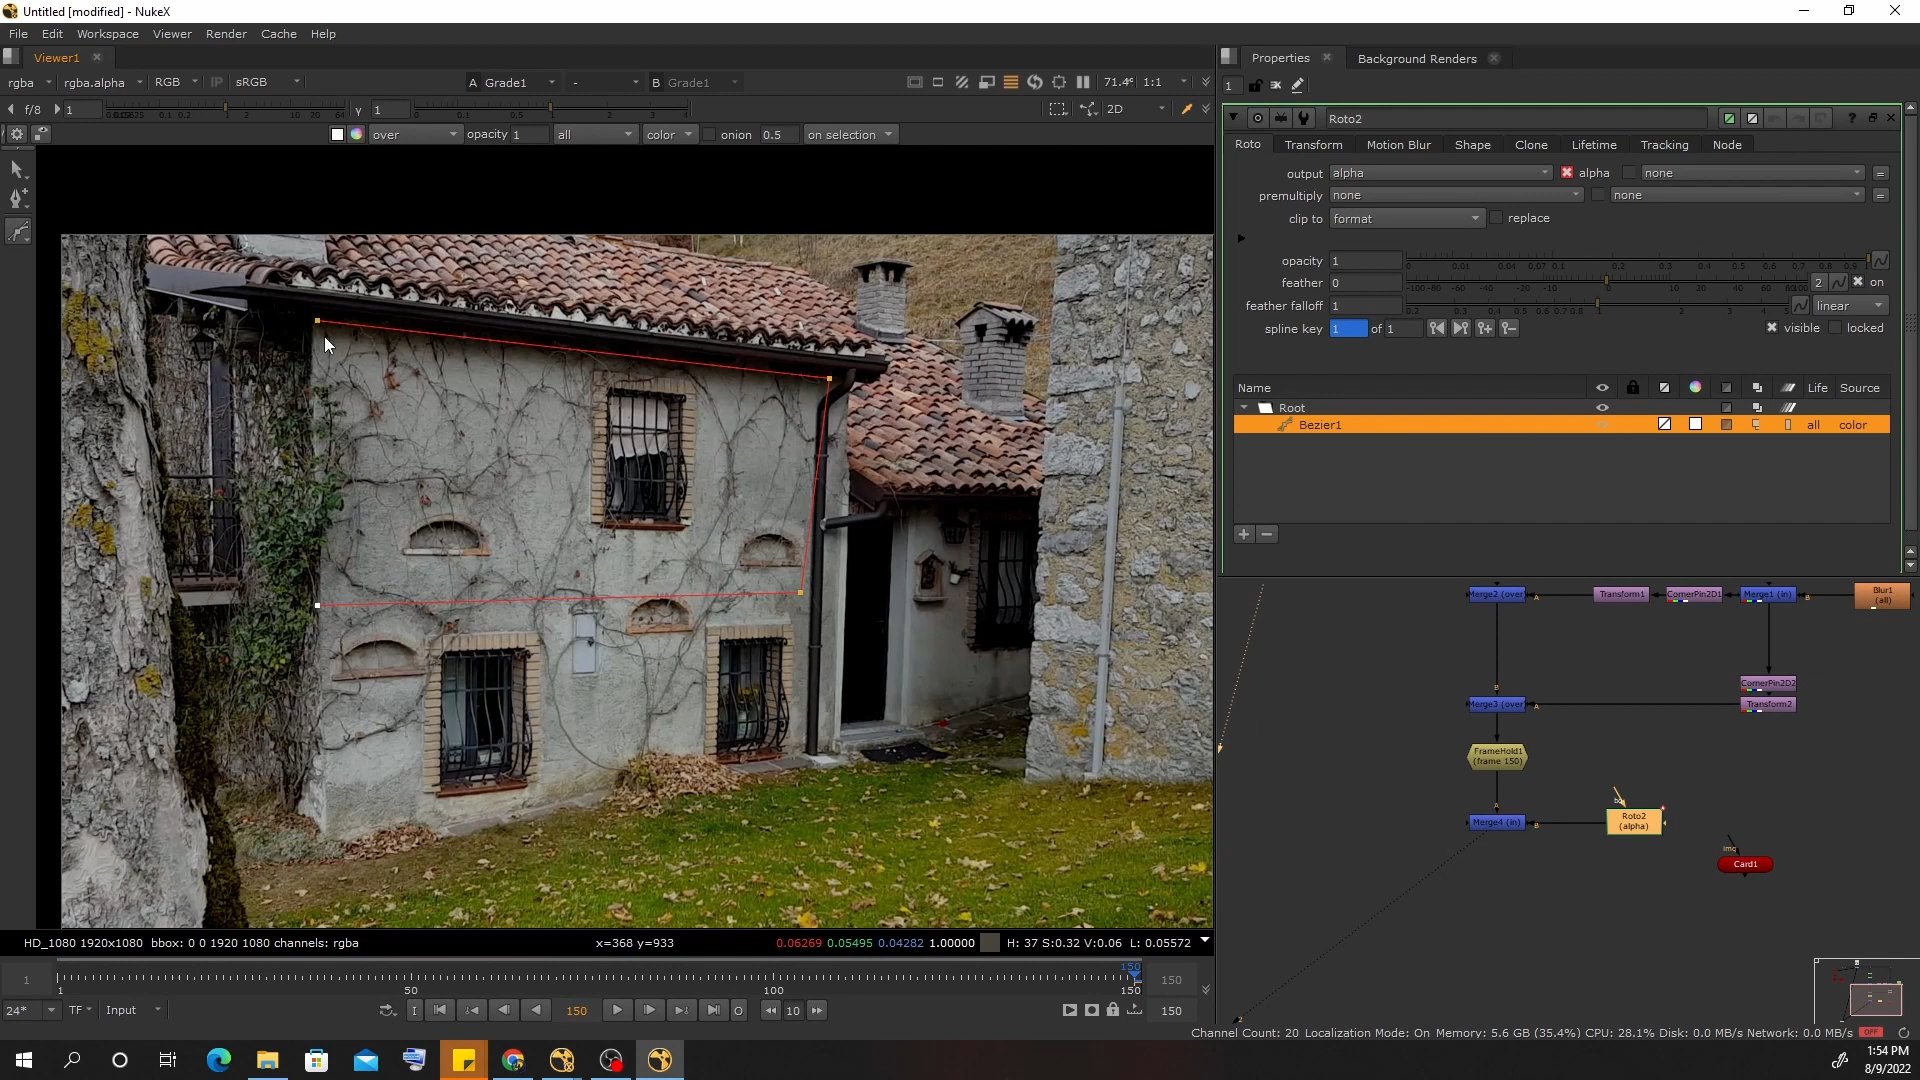 Untitled [modified] - NukeX
File Edit Workspace Viewer Render Cache Help
Viewer1
rgba rgba.alpha RGB IP sRGB A Grade1 - B Grade1 71.4% 1:1
f/8 1 Y 1 2D
over opacity 1 all color onion 0.5 on selection
Properties Background Renders
1
Roto2
Roto Transform Motion Blur Shape Clone Lifetime Tracking Node
output alpha alpha none =
premultiply none none =
clip to format replace
opacity 1
feather 0 2 on
feather falloff 1 linear
spline key 1 of 1 visible locked
Name Life Source
Root
Bezier1 all color
Merge2 (over A Transform1 CornerPin2D1 Merge1 (in) B Blur1 (all)
B CornerPin2D2
Merge3 (over A Transform2
FrameHold1 (frame 150)
A
Merge4 (in) B Roto2 (alpha)
img
Card1
HD_1080 1920x1080 bbox: 0 0 1920 1080 channels: rgba x=368 y=933 0.06269 0.05495 0.04282 1.00000 H: 37 S:0.32 V:0.06 L: 0.05572
1 150 150
1 50 100 150
24* TF Input I 150 O 10 150
Channel Count: 20 Localization Mode: On Memory: 5.6 GB (35.4%) CPU: 28.1% Disk: 0.0 MB/s Network: 0.0 MB/s OFF
1:54 PM
8/9/2022